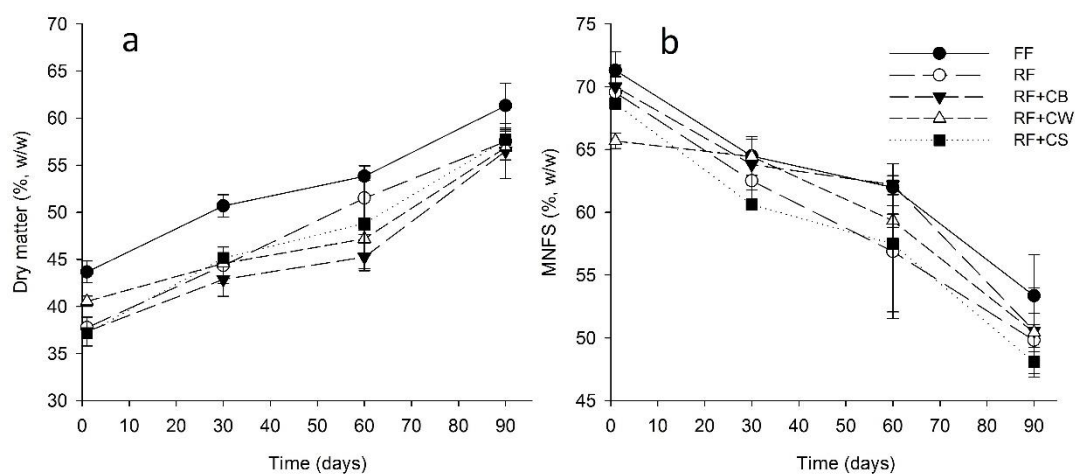 a
Dry matter (%, w/w)
70
65
60
55
50
45
40
35
30
0 10 20 30 40 50 60 70 80 90
Time (days)
b
MNFS (%, w/w)
75
70
65
60
55
50
45
0 10 20 30 40 50 60 70 80 90
Time (days)
FF
RF
RF+CB
RF+CW
RF+CS